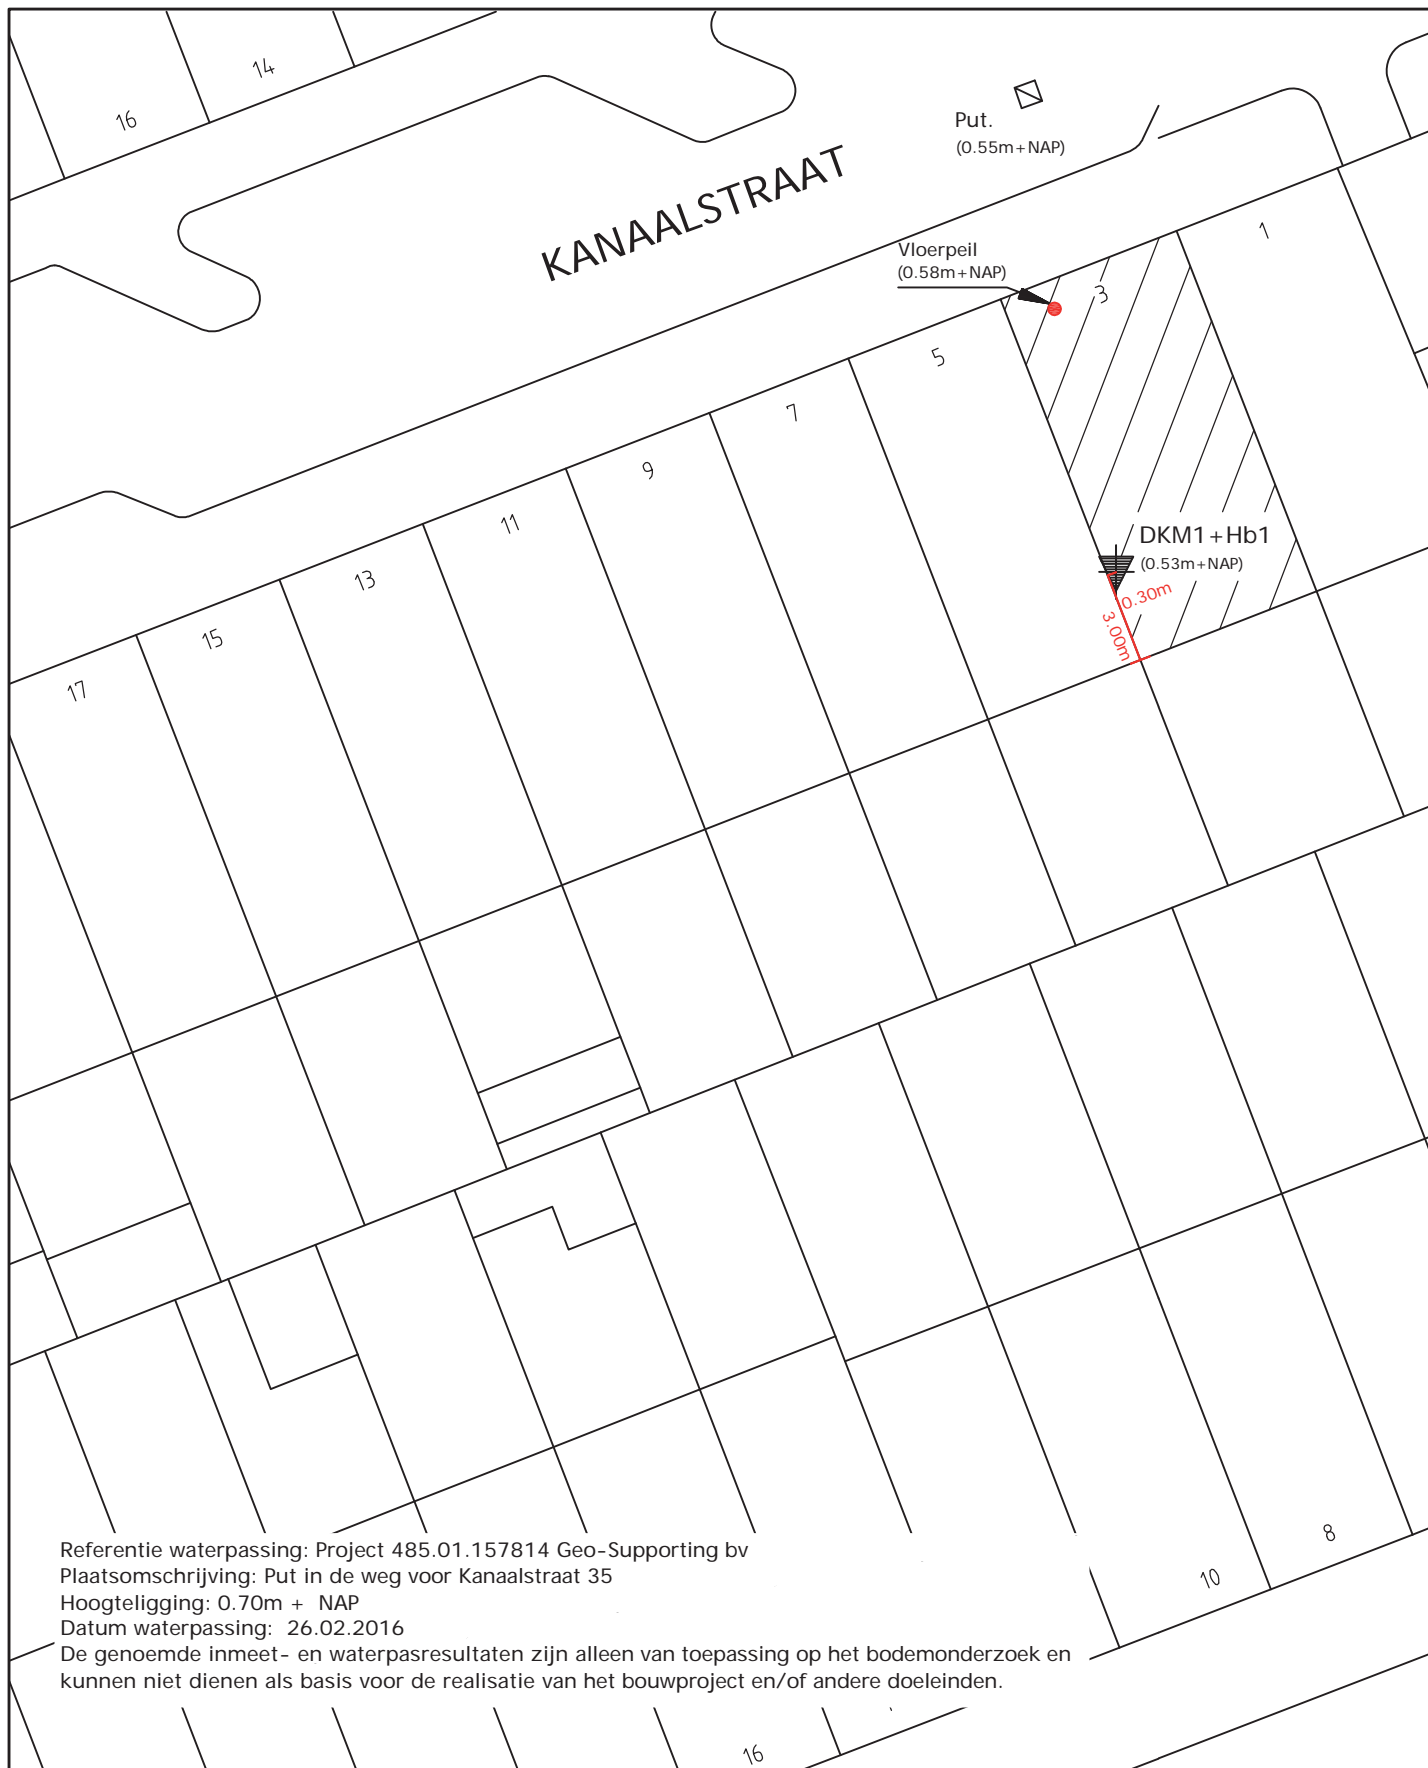 14
16
Put.
(0.55m+NAP)
KANAALSTRAAT
1
Vloerpeil
(0.58m+NAP)
3
5
7
9
11
13
15
17
DKM1+Hb1
(0.53m+NAP)
0.30m
3.00m
8
10
Referentie waterpassing: Project 485.01.157814 Geo-Supporting bv
Plaatsomschrijving: Put in de weg voor Kanaalstraat 35
Hoogteligging: 0.70m + NAP
Datum waterpassing: 26.02.2016
De genoemde inmeet- en waterpasresultaten zijn alleen van toepassing op het bodemonderzoek en
kunnen niet dienen als basis voor de realisatie van het bouwproject en/of andere doeleinden.
16